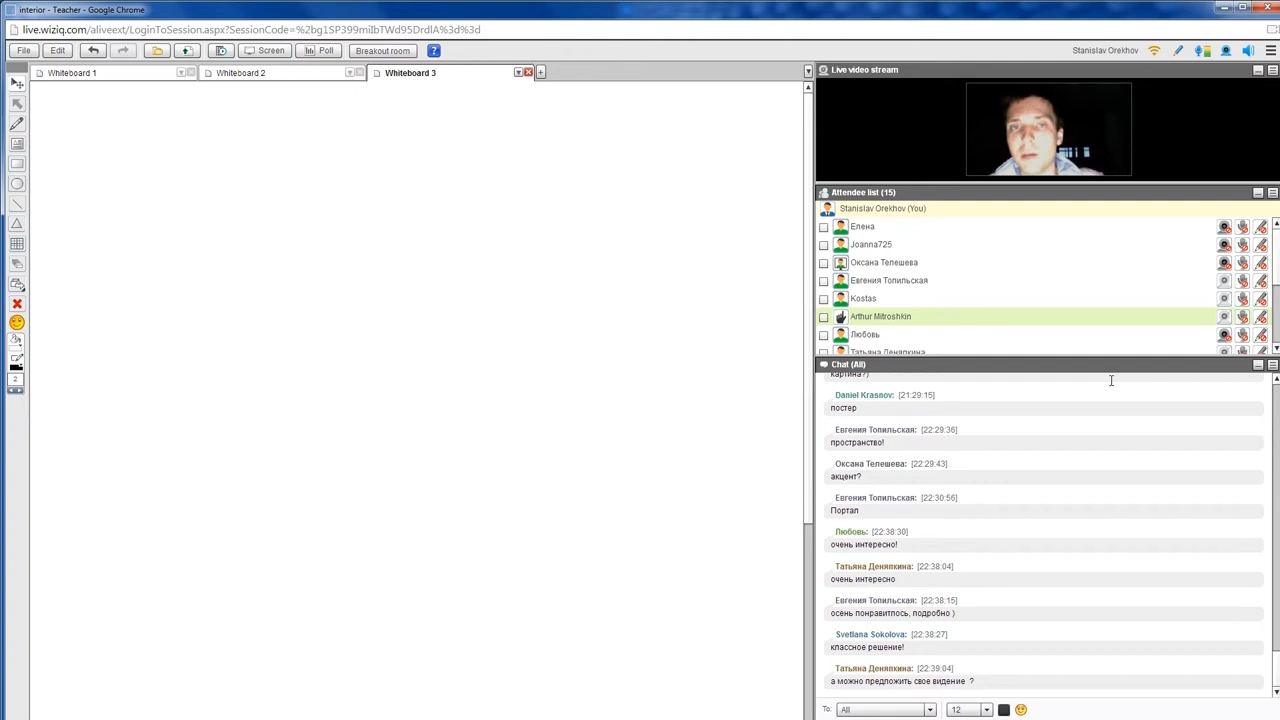 interior - Teacher - Google Chrome
live.wiziq.com/aliveext/LoginToSession.aspx?SessionCode=%2bg1SP399miIbTWd95DrdIA%3d%3d
File Edit Screen Poll Breakout room ? Stanislav Orekhov
Whiteboard 1 Whiteboard 2 Whiteboard 3
Live video stream
Attendee list (15)
Stanislav Orekhov (You)
Елена
Joanna725
Оксана Телешева
Евгения Топильская
Kostas
Arthur Mitroshkin
Любовь
Татьяна Деняпкина
Chat (All)
картина?)
Daniel Krasnov: [21:29:15]
постер
Евгения Топильская: [22:29:36]
пространство!
Оксана Телешева: [22:29:43]
акцент?
Евгения Топильская: [22:30:56]
Портал
Любовь: [22:38:30]
очень интересно!
Татьяна Деняпкина: [22:38:04]
очень интересно
Евгения Топильская: [22:38:15]
осень понравитлось, подробно )
Svetlana Sokolova: [22:38:27]
классное решение!
Татьяна Деняпкина: [22:39:04]
а можно предложить свое видение ?
2
To: All 12